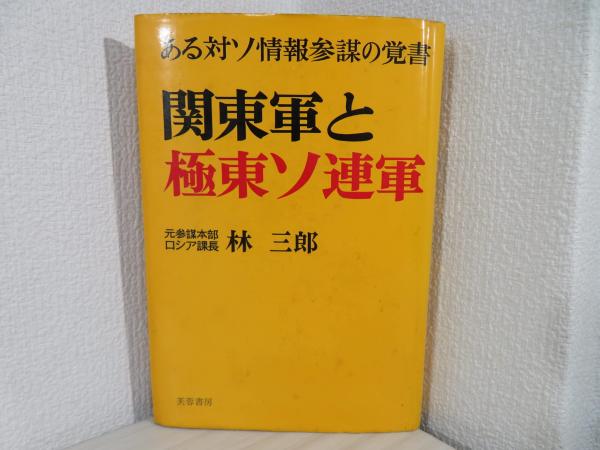 ある対ソ情報参謀の覚書
関東軍と
極東ソ連軍
元参謀本部
ロシア課長
林 三郎
芙蓉書房